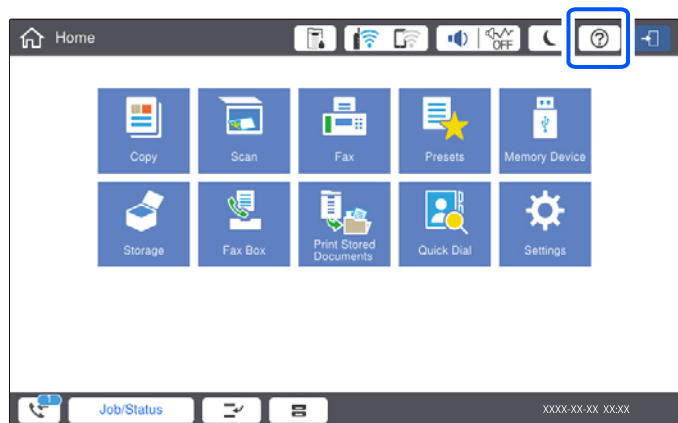 Home
OFF
?
Copy
Scan
Fax
Presets
Memory Device
Storage
Fax Box
Print Stored
Documents
Quick Dial
Settings
1
Job/Status
XXXX-XX-XX XX:XX